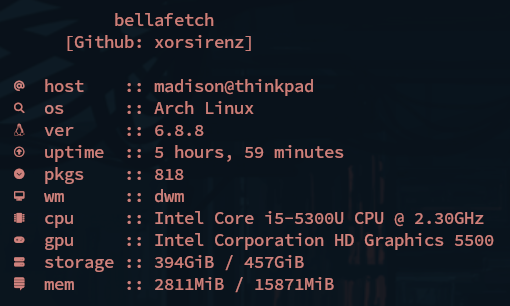 bellafetch
[Github: xorsirenz]
host :: madison@thinkpad
os :: Arch Linux
ver :: 6.8.8
uptime :: 5 hours, 59 minutes
pkgs :: 818
wm :: dwm
cpu :: Intel Core i5-5300U CPU @ 2.30GHz
gpu :: Intel Corporation HD Graphics 5500
storage :: 394GiB / 457GiB
mem :: 2811MiB / 15871MiB